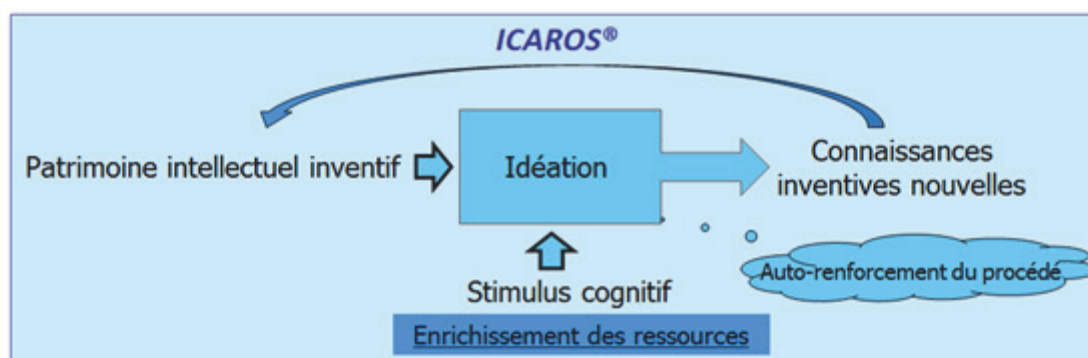 ICAROS®
Patrimoine intellectuel inventif
Idéation
Connaissances
inventives nouvelles
Auto-renforcement du procédé
Stimulus cognitif
Enrichissement des ressources